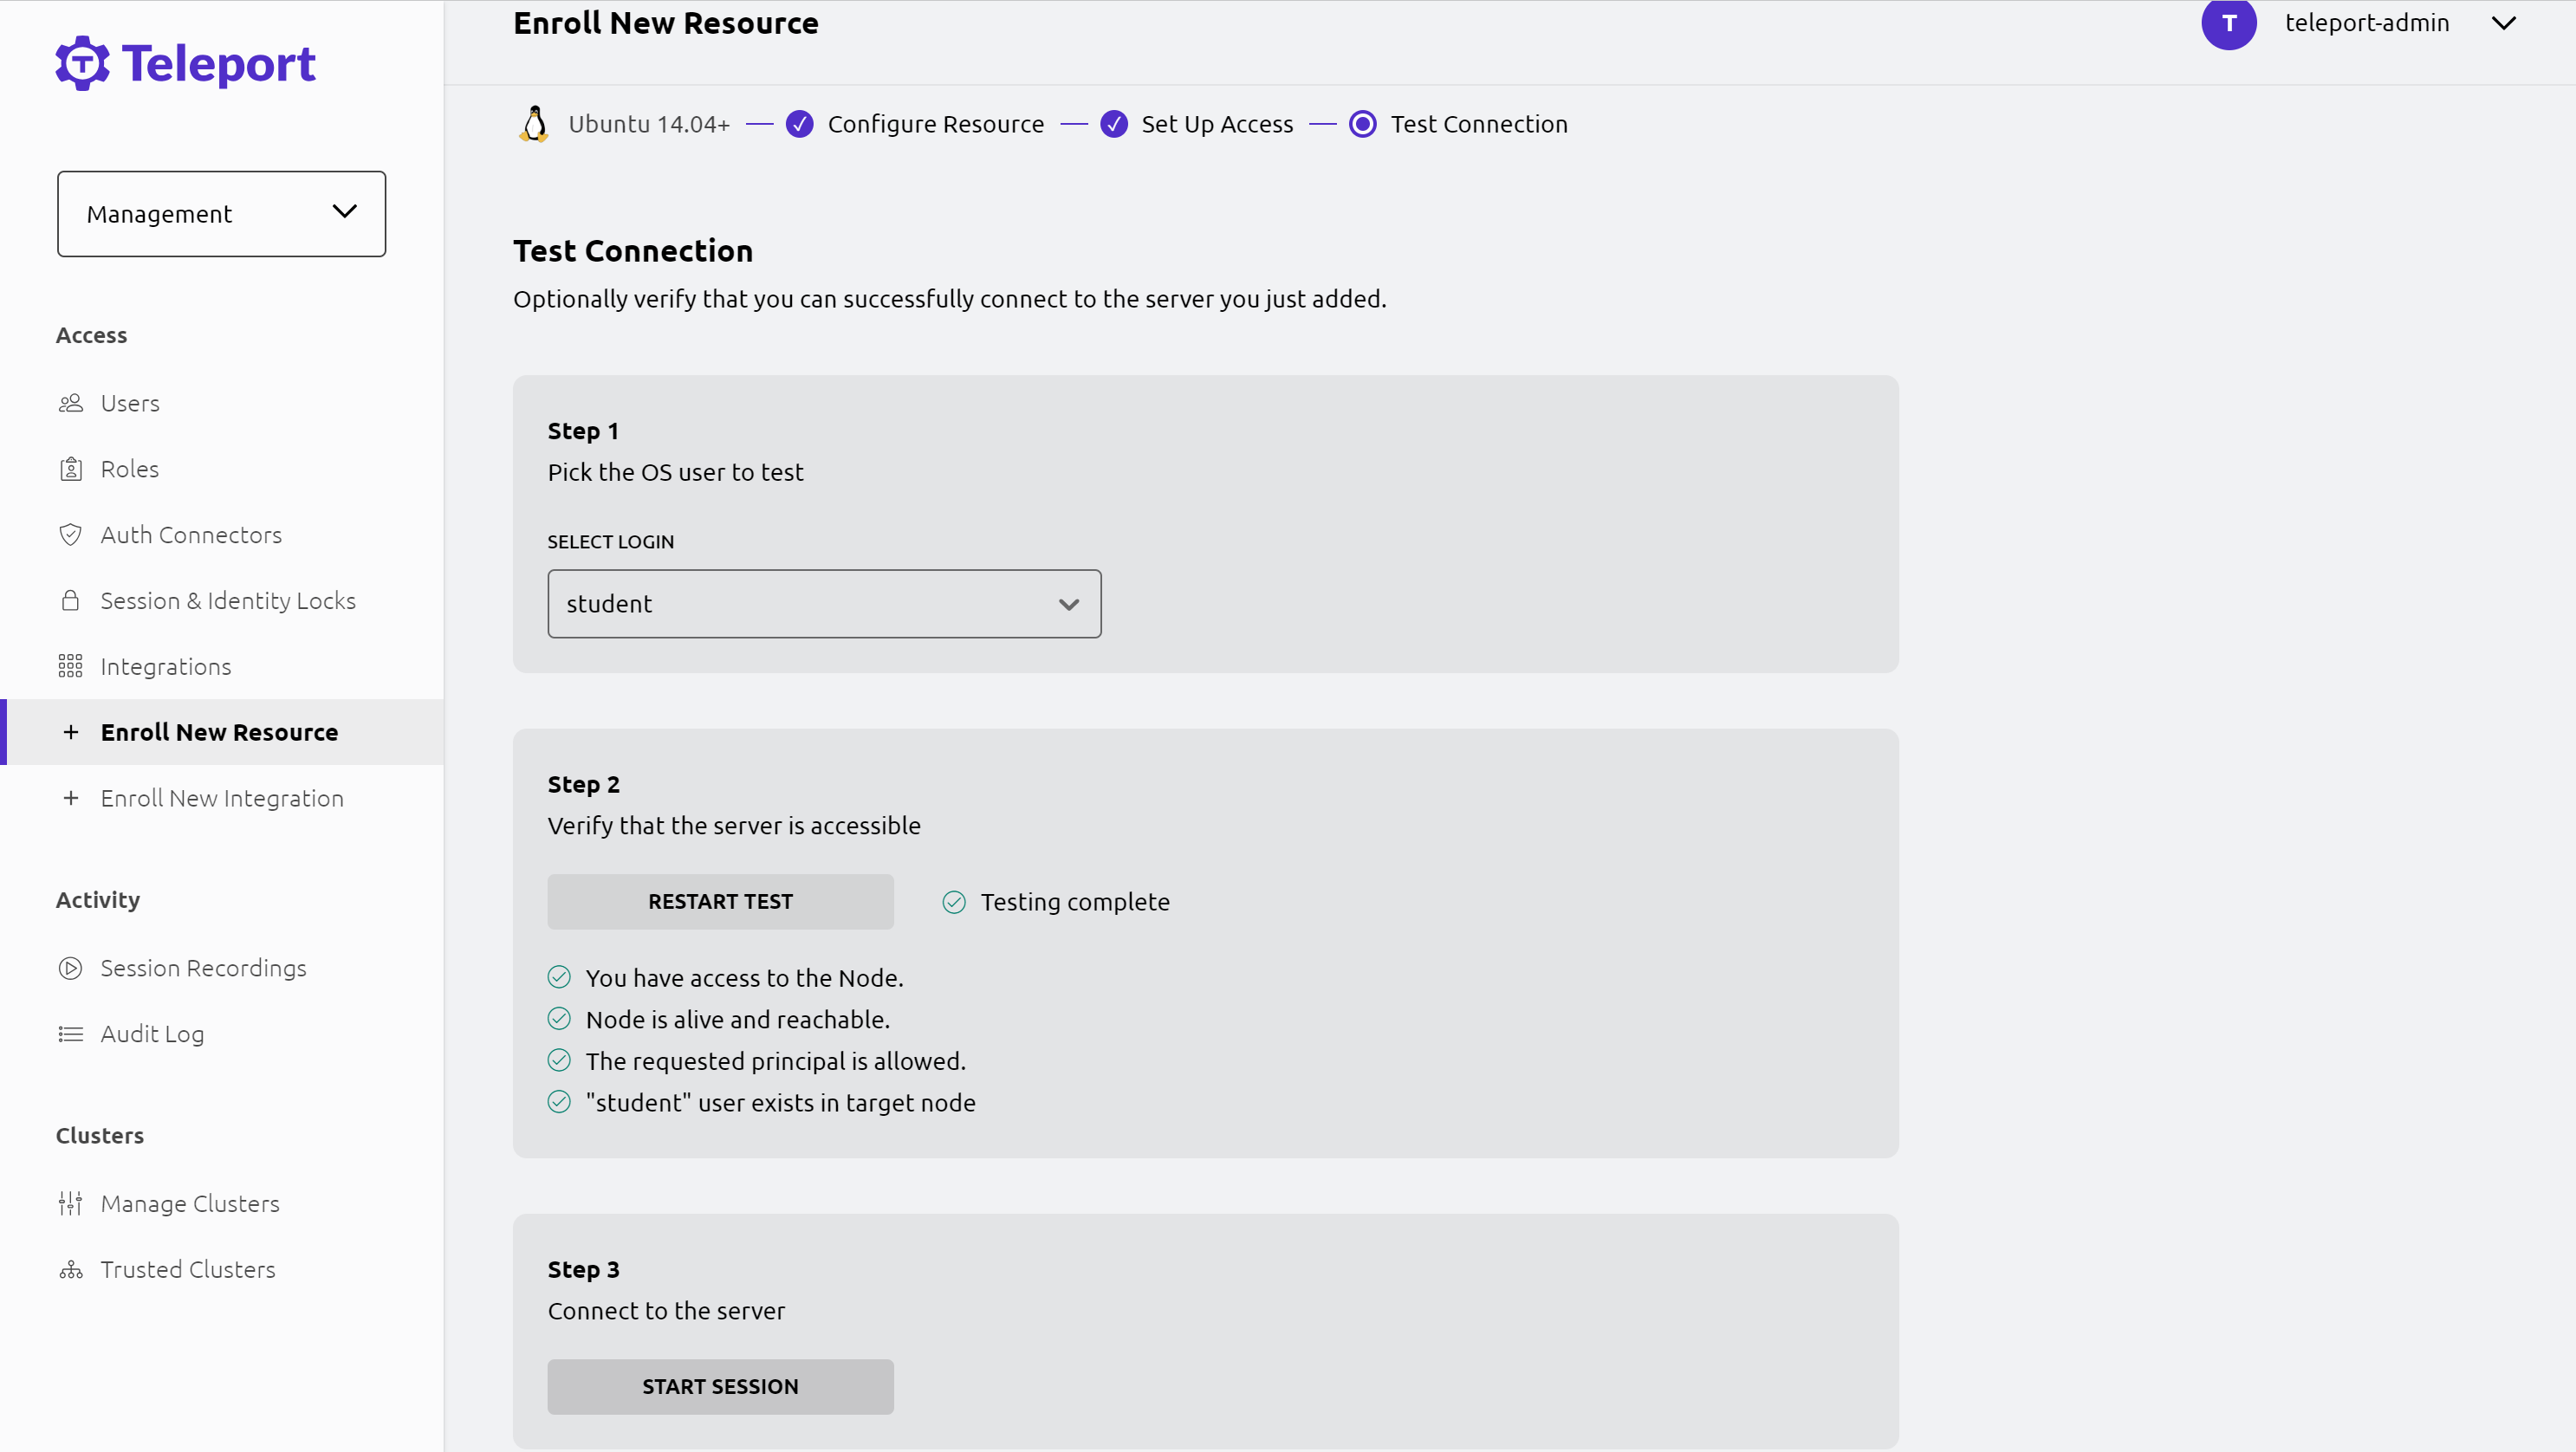 Teleport
Management
Access
Users
Roles
Auth Connectors
Session & Identity Locks
Integrations
+ Enroll New Resource
+ Enroll New Integration
Activity
Session Recordings
Audit Log
Clusters
Manage Clusters
Trusted Clusters
Enroll New Resource
T teleport-admin
Ubuntu 14.04+ Configure Resource Set Up Access Test Connection
Test Connection
Optionally verify that you can successfully connect to the server you just added.
Step 1
Pick the OS user to test
SELECT LOGIN
student
Step 2
Verify that the server is accessible
RESTART TEST Testing complete
You have access to the Node.
Node is alive and reachable.
The requested principal is allowed.
"student" user exists in target node
Step 3
Connect to the server
START SESSION